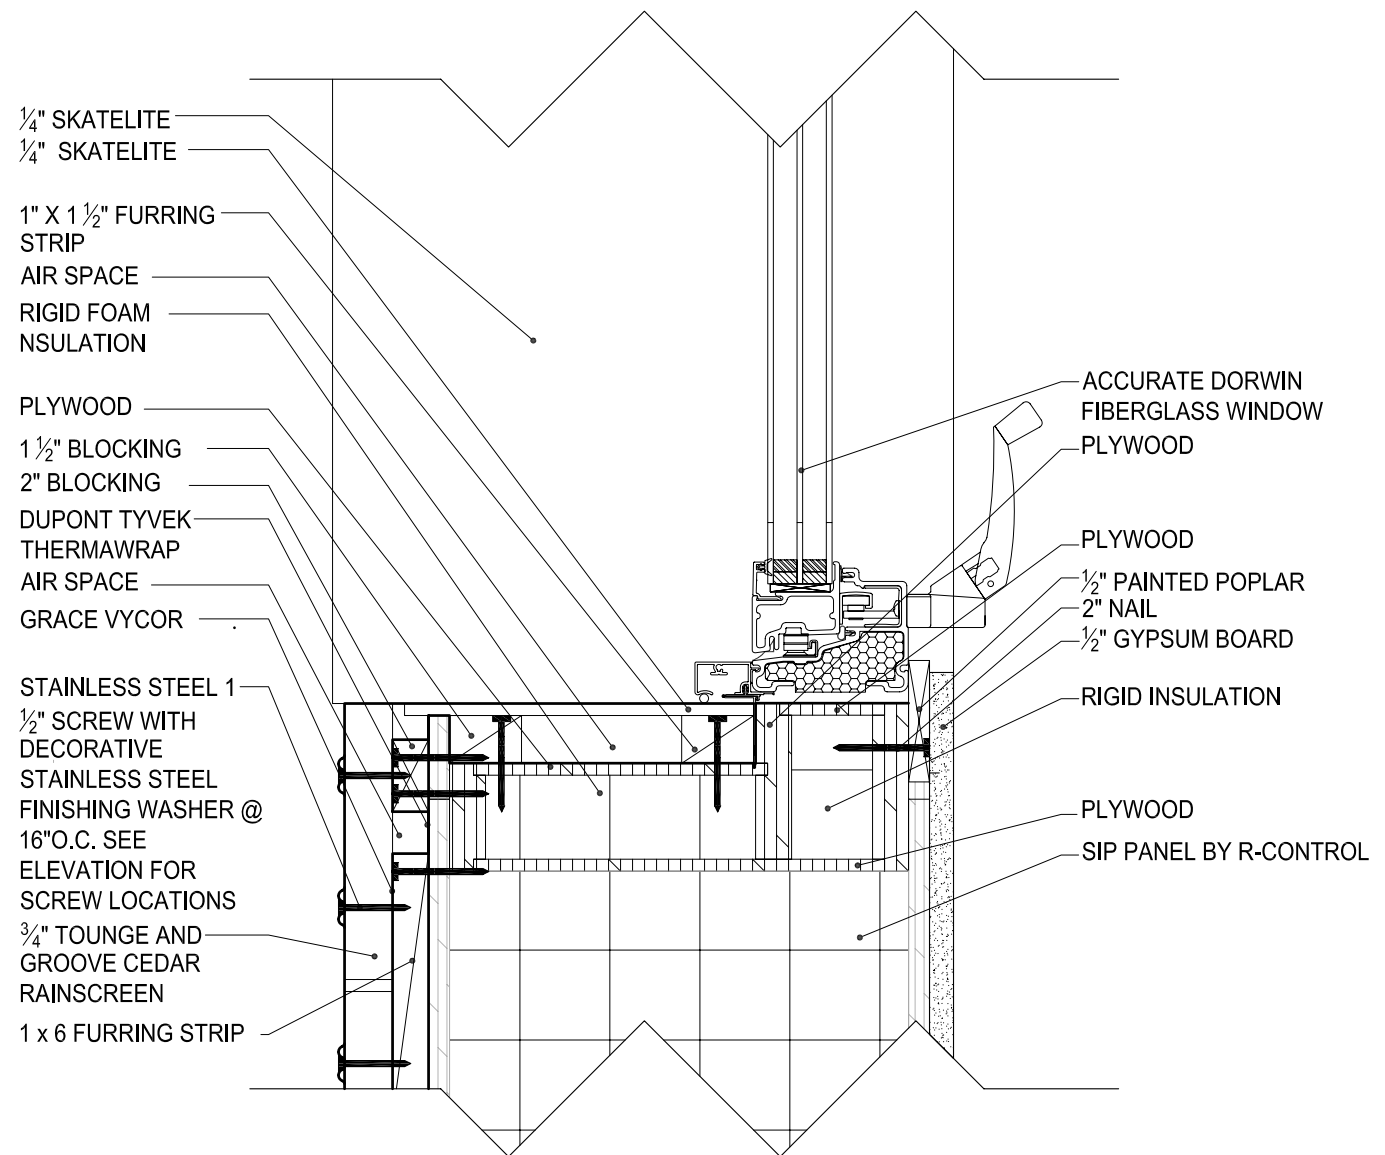 ¼" SKATELITE
¼" SKATELITE
1" X 1 ½" FURRING
STRIP
AIR SPACE
RIGID FOAM
NSULATION
PLYWOOD
1 ½" BLOCKING
2" BLOCKING
DUPONT TYVEK
THERMAWRAP
AIR SPACE
GRACE VYCOR
STAINLESS STEEL 1
½" SCREW WITH
DECORATIVE
STAINLESS STEEL
FINISHING WASHER @
16"O.C. SEE
ELEVATION FOR
SCREW LOCATIONS
¾" TOUNGE AND
GROOVE CEDAR
RAINSCREEN
1 x 6 FURRING STRIP
ACCURATE DORWIN
FIBERGLASS WINDOW
PLYWOOD
PLYWOOD
½" PAINTED POPLAR
2" NAIL
½" GYPSUM BOARD
RIGID INSULATION
PLYWOOD
SIP PANEL BY R-CONTROL